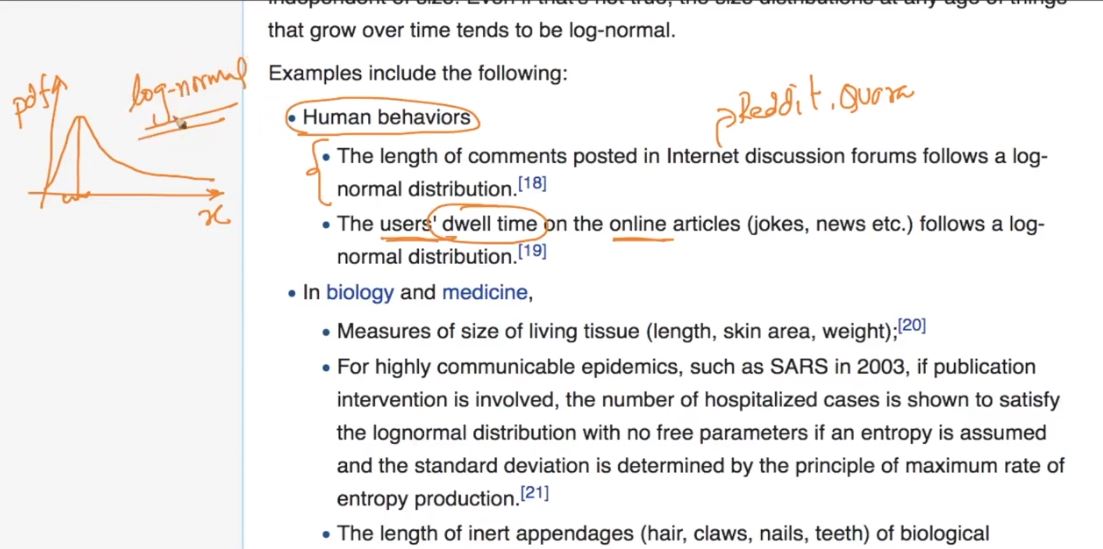 that grow over time tends to be log-normal.
Examples include the following:
pdf
log-normal
x
Reddit, Quora
• Human behaviors
• The length of comments posted in Internet discussion forums follows a log-
normal distribution.[18]
• The users' dwell time on the online articles (jokes, news etc.) follows a log-
normal distribution.[19]
• In biology and medicine,
• Measures of size of living tissue (length, skin area, weight);[20]
• For highly communicable epidemics, such as SARS in 2003, if publication
intervention is involved, the number of hospitalized cases is shown to satisfy
the lognormal distribution with no free parameters if an entropy is assumed
and the standard deviation is determined by the principle of maximum rate of
entropy production.[21]
• The length of inert appendages (hair, claws, nails, teeth) of biological